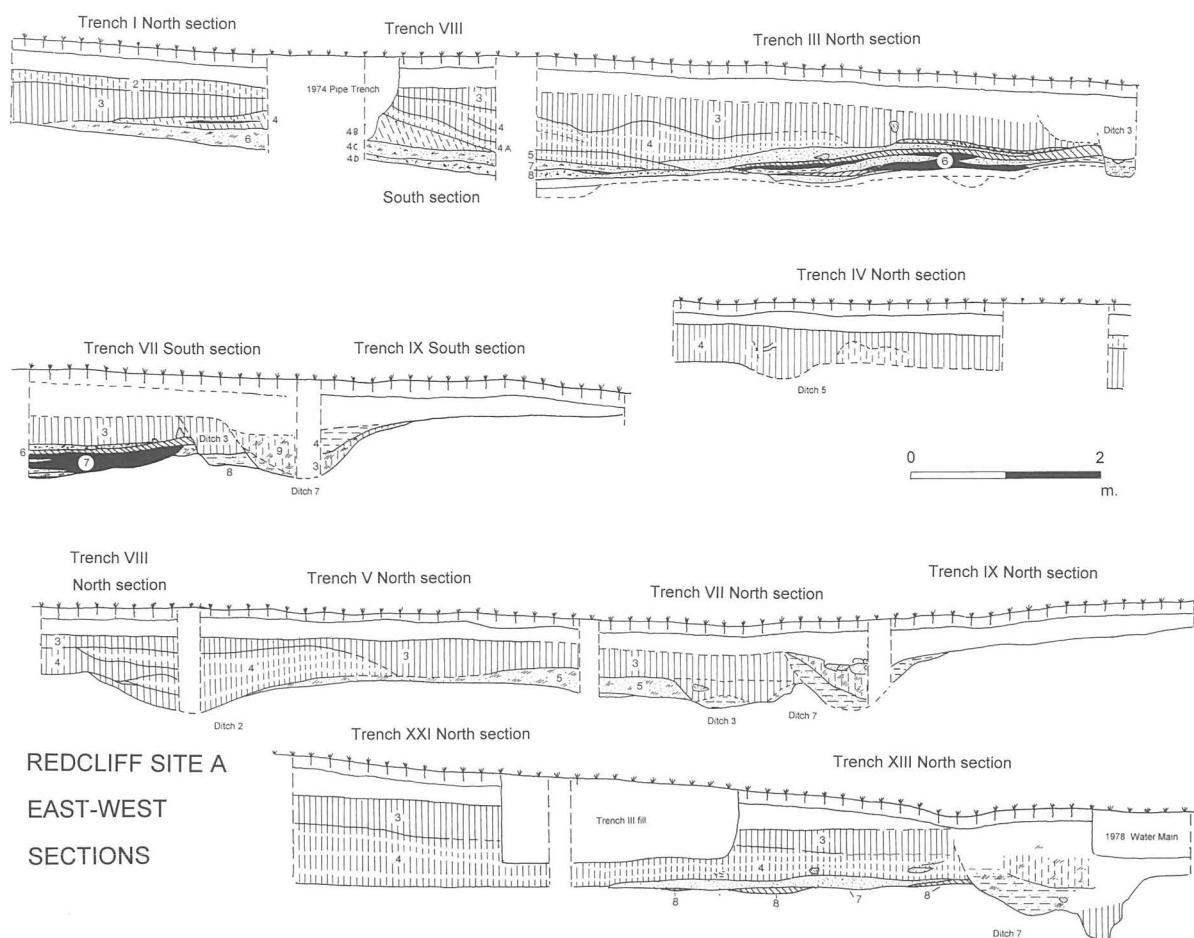 Trench I North section
Trench VIII
Trench III North section
2
3
4
6
1974 Pipe Trench
3
4
4B
4C
4A
4D
South section
3
4
5
7
8
6
Ditch 3
Trench IV North section
4
Ditch 5
Trench VII South section
Trench IX South section
3
6
7
Ditch 3
8
9
4
3
Ditch 7
0
2
m.
Trench VIII
North section
Trench V North section
Trench VII North section
Trench IX North section
3
4
4
3
5
Ditch 2
3
5
Ditch 3
4
Ditch 7
REDCLIFF SITE A
EAST-WEST
SECTIONS
Trench XXI North section
Trench XIII North section
3
4
Trench III fill
3
4
8
8
7
8
Ditch 7
1978 Water Main